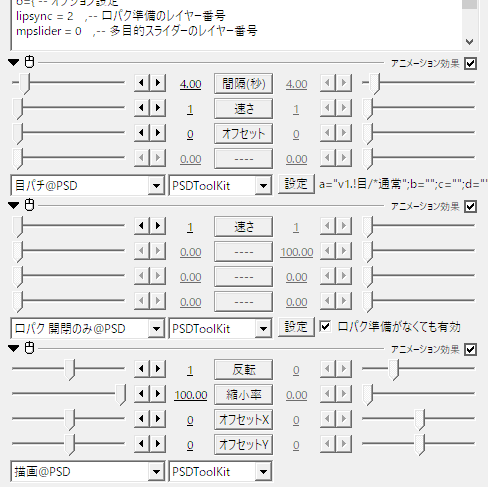 o={ -- オプション設定
lipsync = 2 ,-- 口パク準備のレイヤー番号
mpslider = 0 ,-- 多目的スライダーのレイヤー番号
アニメーション効果
4.00 間隔(秒) 4.00
1 速さ 1
0 オフセット 0
0.00 ---- 0.00
目パチ@PSD PSDToolKit 設定 a="v1.!目/*通常";b="";c="";d=""
アニメーション効果
1 速さ 1
0.00 ---- 100.00
0.00 ---- 0.00
0.00 ---- 0.00
口パク 開閉のみ@PSD PSDToolKit 設定 口パク準備がなくても有効
アニメーション効果
1 反転 0
100.00 縮小率 0.00
0 オフセットX 0
0 オフセットY 0
描画@PSD PSDToolKit